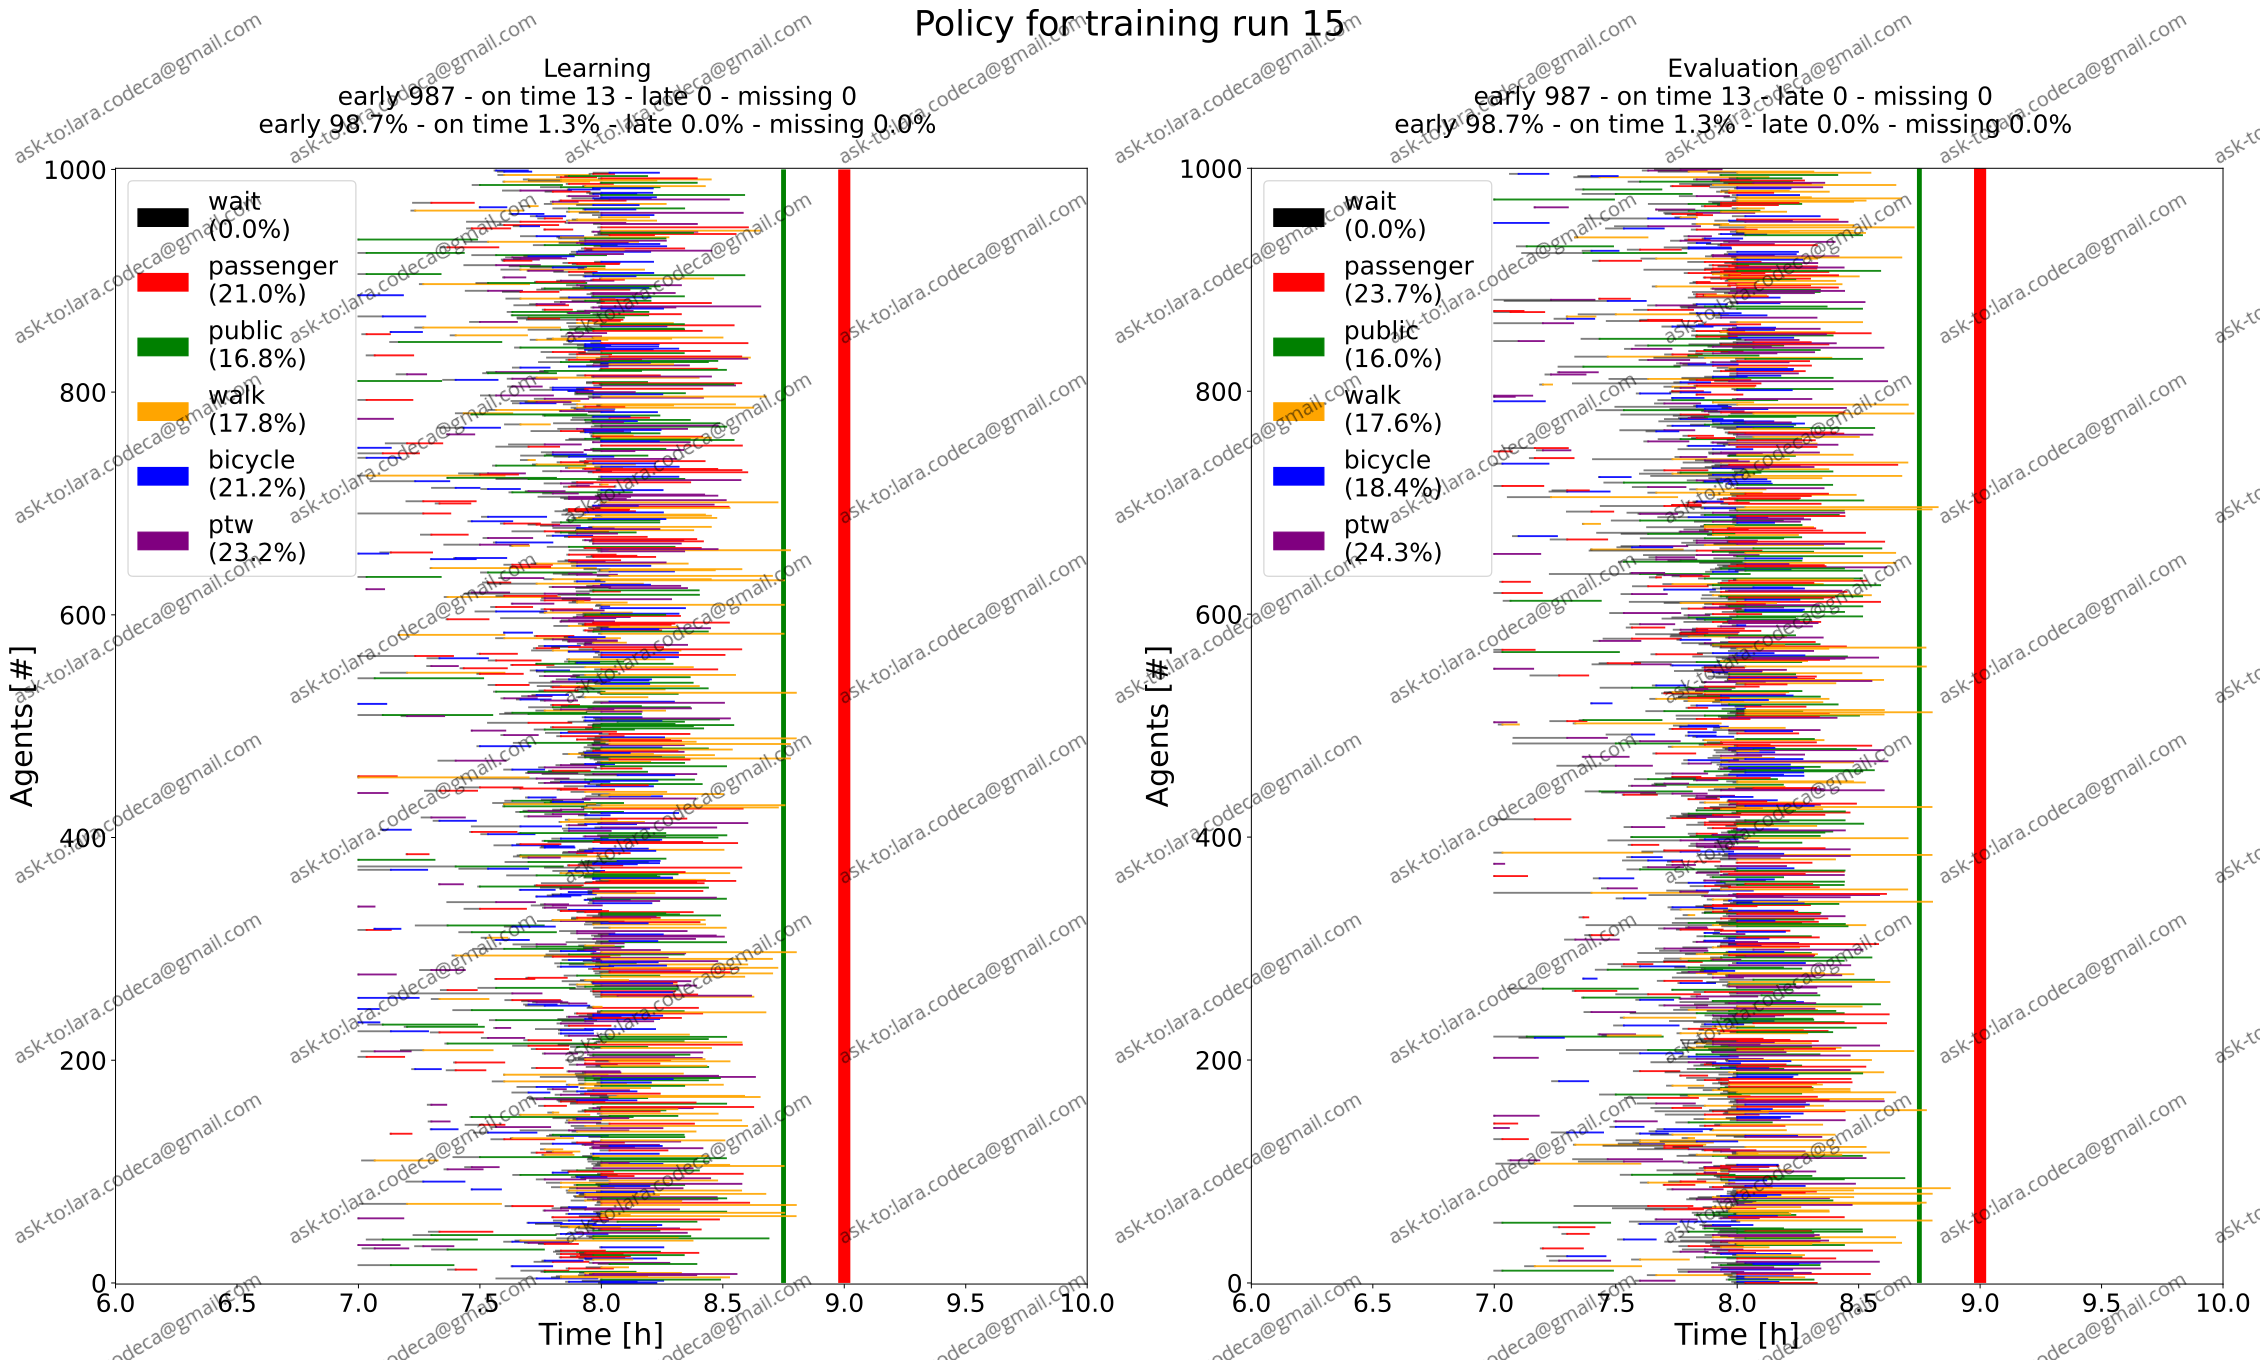 Policy for training run 15
Learning
early 987 - on time 13 - late 0 - missing 0
early 98.7% - on time 1.3% - late 0.0% - missing 0.0%
Agents [#]
1000
800
600
400
200
0
wait
(0.0%)
passenger
(21.0%)
public
(16.8%)
walk
(17.8%)
bicycle
(21.2%)
ptw
(23.2%)
6.0 6.5 7.0 7.5 8.0 8.5 9.0 9.5 10.0
Time [h]
Evaluation
early 987 - on time 13 - late 0 - missing 0
early 98.7% - on time 1.3% - late 0.0% - missing 0.0%
Agents [#]
1000
800
600
400
200
0
wait
(0.0%)
passenger
(23.7%)
public
(16.0%)
walk
(17.6%)
bicycle
(18.4%)
ptw
(24.3%)
6.0 6.5 7.0 7.5 8.0 8.5 9.0 9.5 10.0
Time [h]
ask-to:lara.codeca@gmail.com